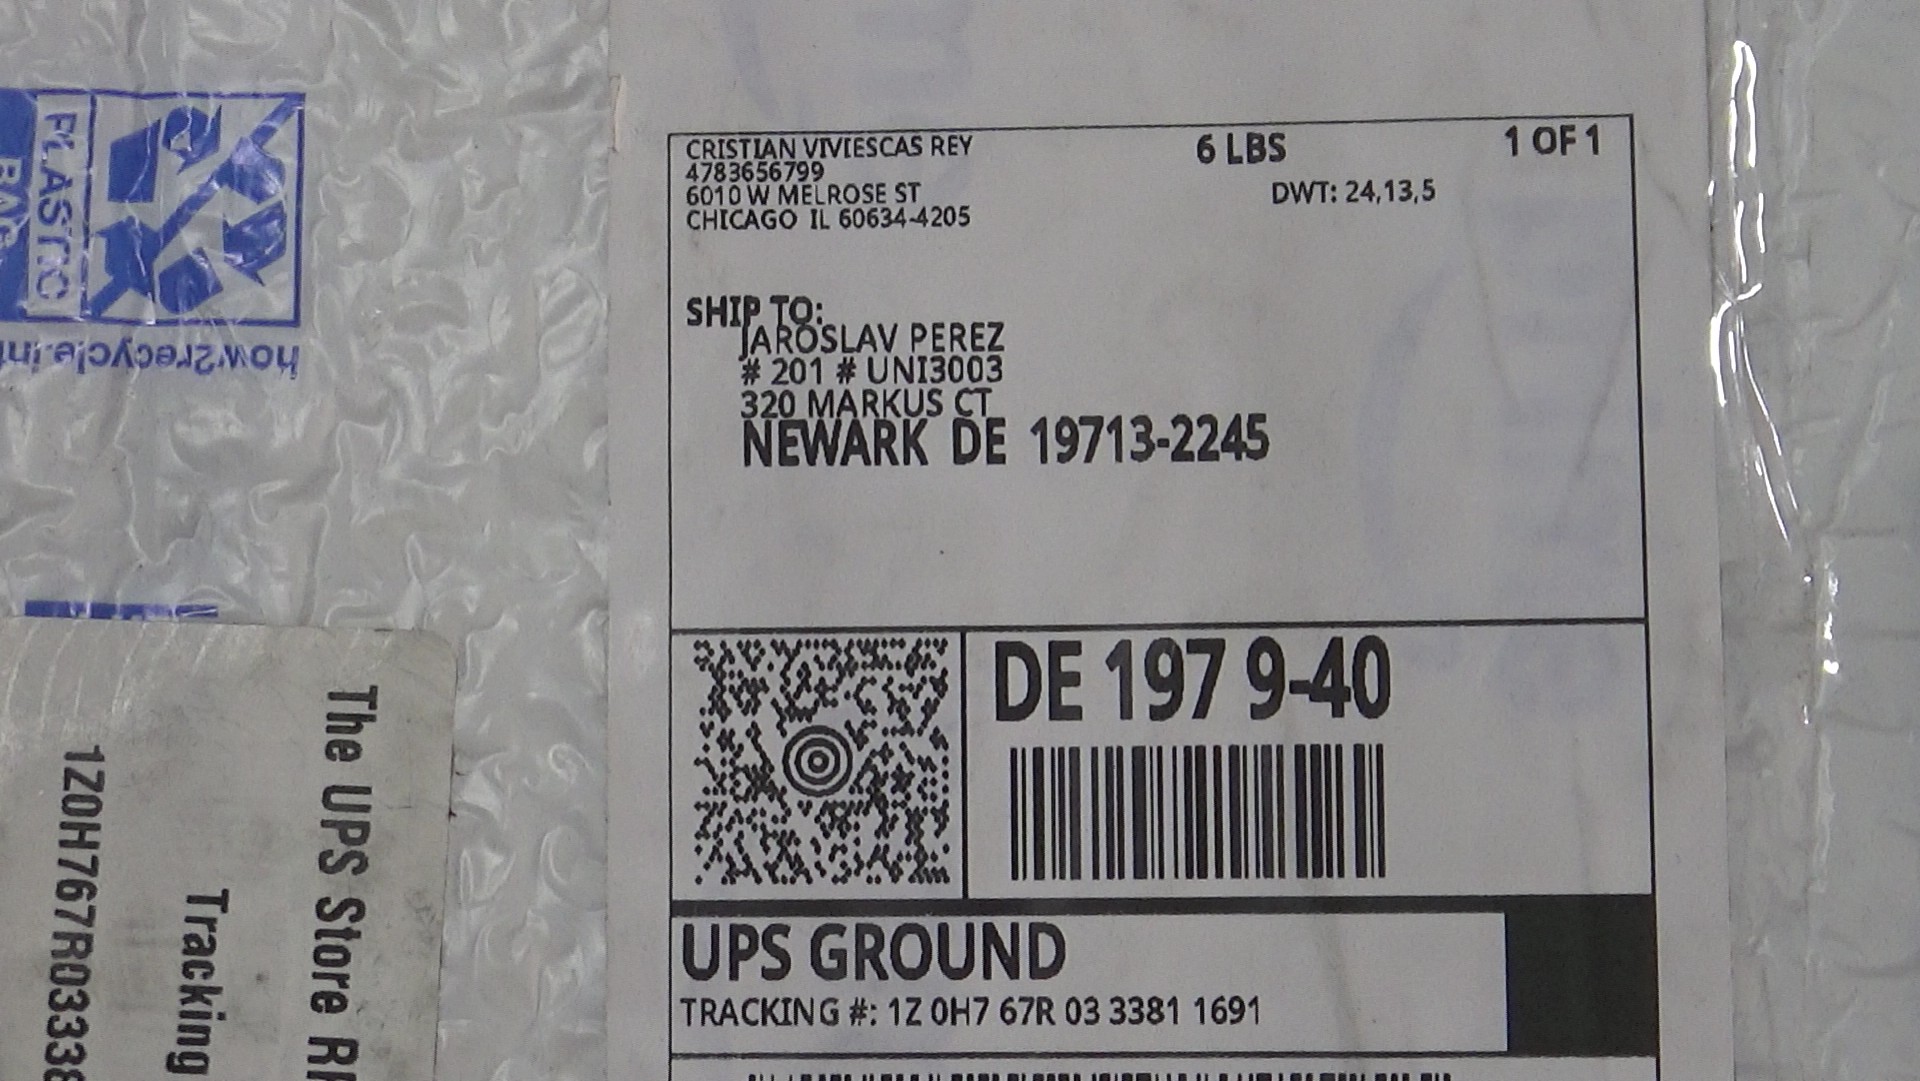 CRISTIAN VIVIESCAS REY
4783656799
6010 W MELROSE ST
CHICAGO IL 60634-4205
6 LBS
1 OF 1
DWT: 24,13,5
SHIP TO:
JAROSLAV PEREZ
# 201 # UNI3003
320 MARKUS CT
NEWARK DE 19713-2245
DE 197 9-40
UPS GROUND
TRACKING #: 1Z 0H7 67R 03 3381 1691
PLASTIC
how2recycle.inf
The UPS Store
Tracking
1Z0H767R0338